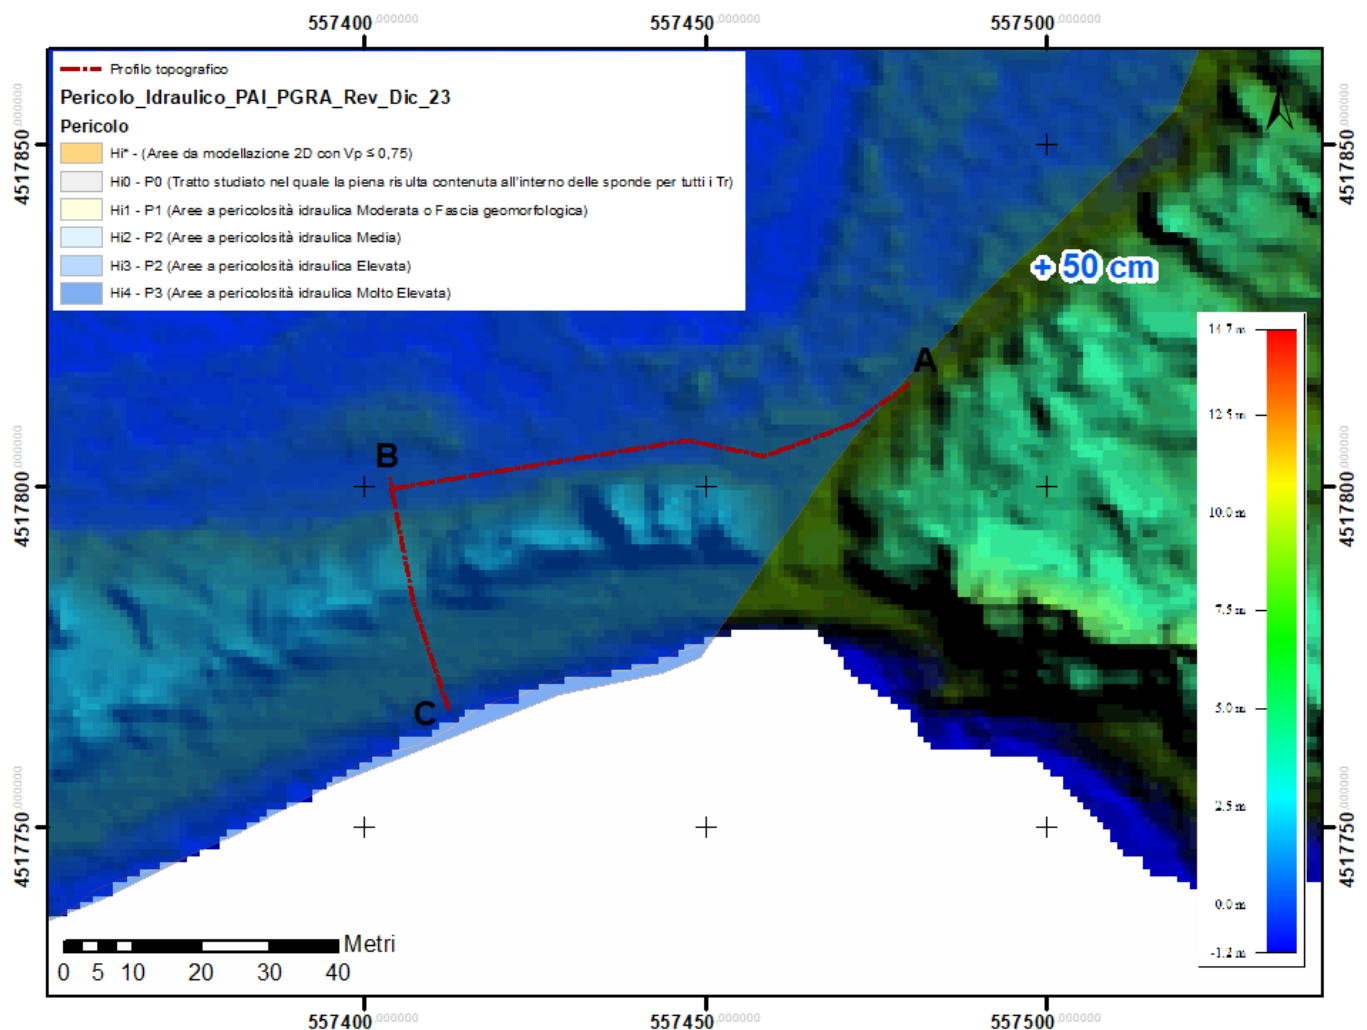 557400,000000 557450,000000 557500,000000
Profilo topografico
Pericolo_Idraulico_PAI_PGRA_Rev_Dic_23
Pericolo
Hi* - (Aree da modellazione 2D con Vp ≤ 0,75)
Hi0 - P0 (Tratto studiato nel quale la piena risulta contenuta all'interno delle sponde per tutti i Tr)
Hi1 - P1 (Aree a pericolosità idraulica Moderata o Fascia geomorfologica)
Hi2 - P2 (Aree a pericolosità idraulica Media)
Hi3 - P2 (Aree a pericolosità idraulica Elevata)
Hi4 - P3 (Aree a pericolosità idraulica Molto Elevata)
N
4517850,000000
4517850,000000
+ 50 cm
14.7 m
A
12.5 m
B
4517800,000000
10.0 m
4517800,000000
7.5 m
C
5.0 m
2.5 m
4517750,000000
4517750,000000
0.0 m
-1.2 m
Metri
0 5 10 20 30 40
557400,000000 557450,000000 557500,000000